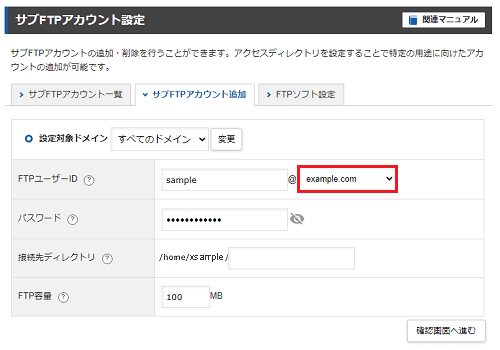 サブFTPアカウント設定
関連マニュアル
サブFTPアカウントの追加・削除を行うことができます。アクセスディレクトリを設定することで特定の用途に向けたアカ
ウントの追加が可能です。
サブFTPアカウント一覧 サブFTPアカウント追加 FTPソフト設定
設定対象ドメイン すべてのドメイン 変更
FTPユーザーID ? sample @ example.com
パスワード ? ••••••••••••
接続先ディレクトリ ? /home/xsample/
FTP容量 ? 100 MB
確認画面へ進む